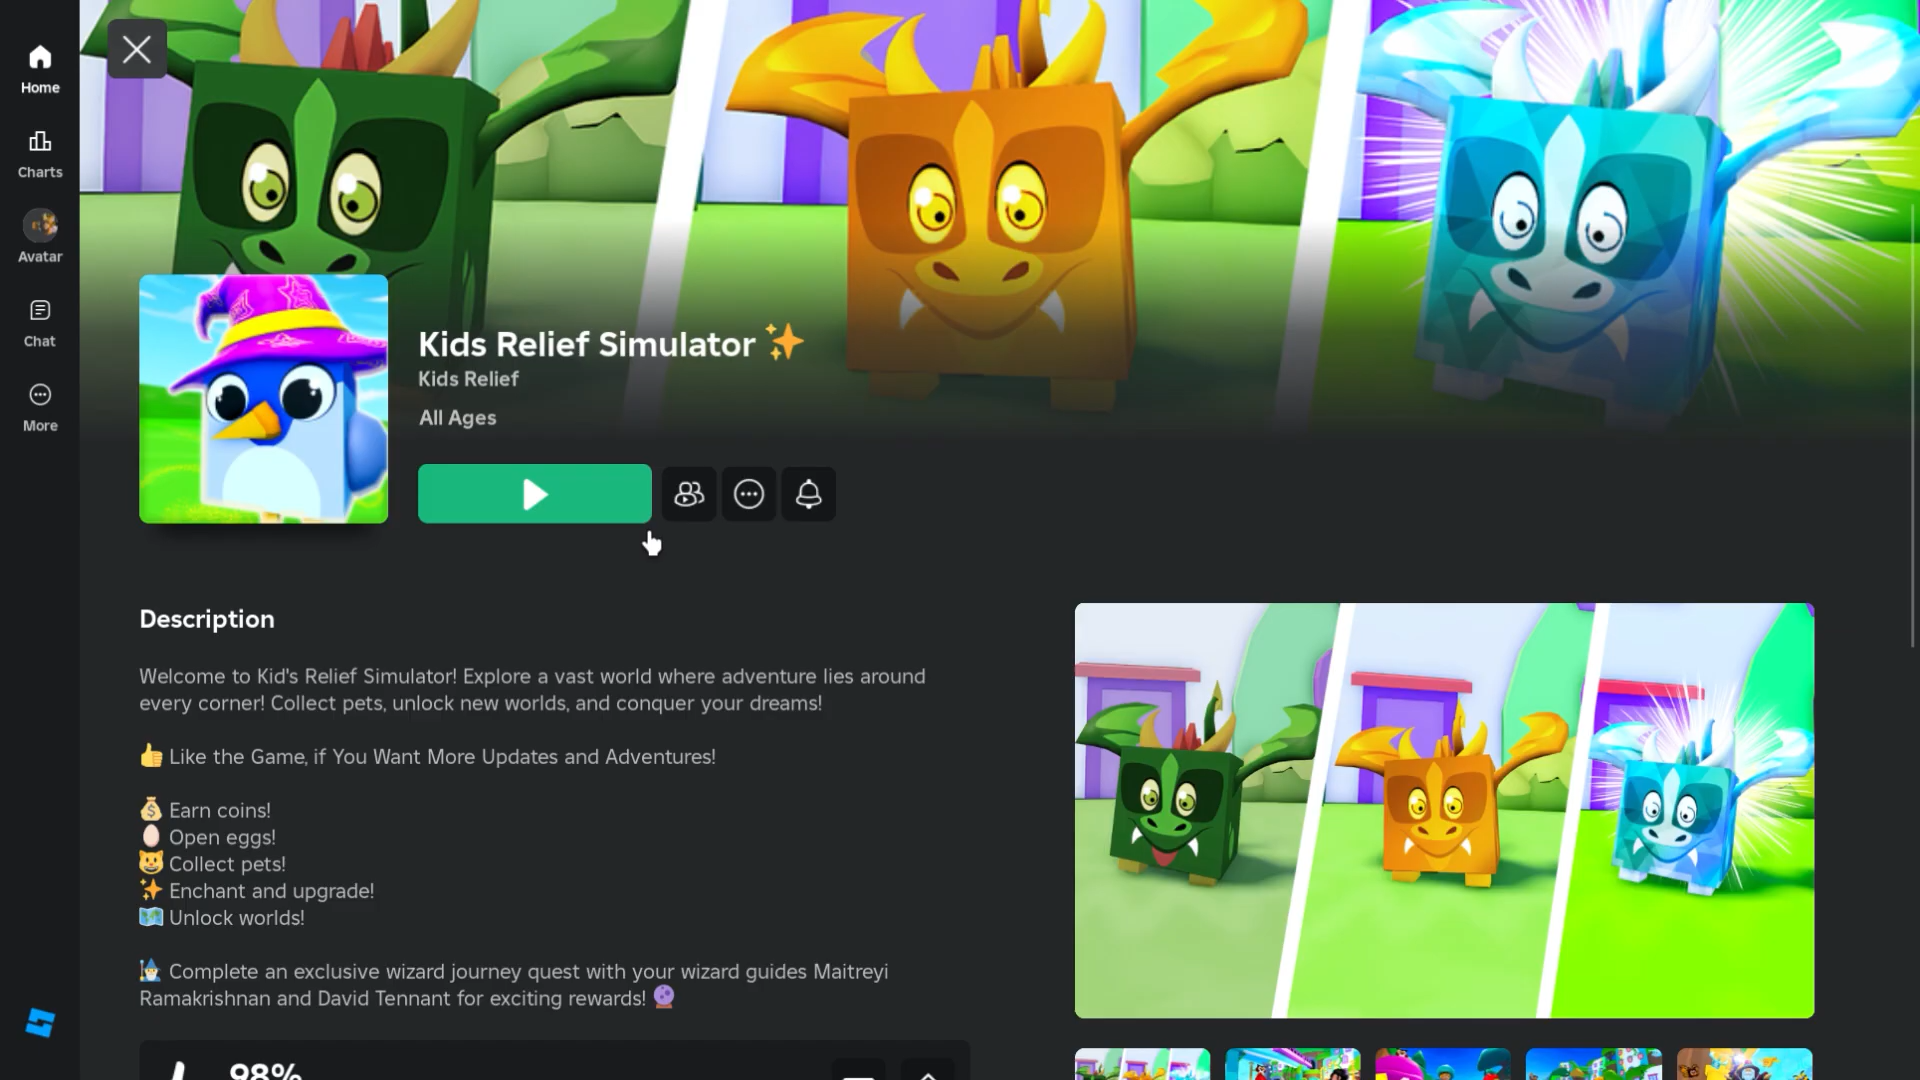 Home
Charts
Avatar
Chat
More
Kids Relief Simulator ✨
Kids Relief
All Ages
Description
Welcome to Kid's Relief Simulator! Explore a vast world where adventure lies around
every corner! Collect pets, unlock new worlds, and conquer your dreams!
👍 Like the Game, if You Want More Updates and Adventures!
💰 Earn coins!
🥚 Open eggs!
😺 Collect pets!
✨ Enchant and upgrade!
🗺️ Unlock worlds!
🧙‍♂️ Complete an exclusive wizard journey quest with your wizard guides Maitreyi
Ramakrishnan and David Tennant for exciting rewards! 🔮
98%